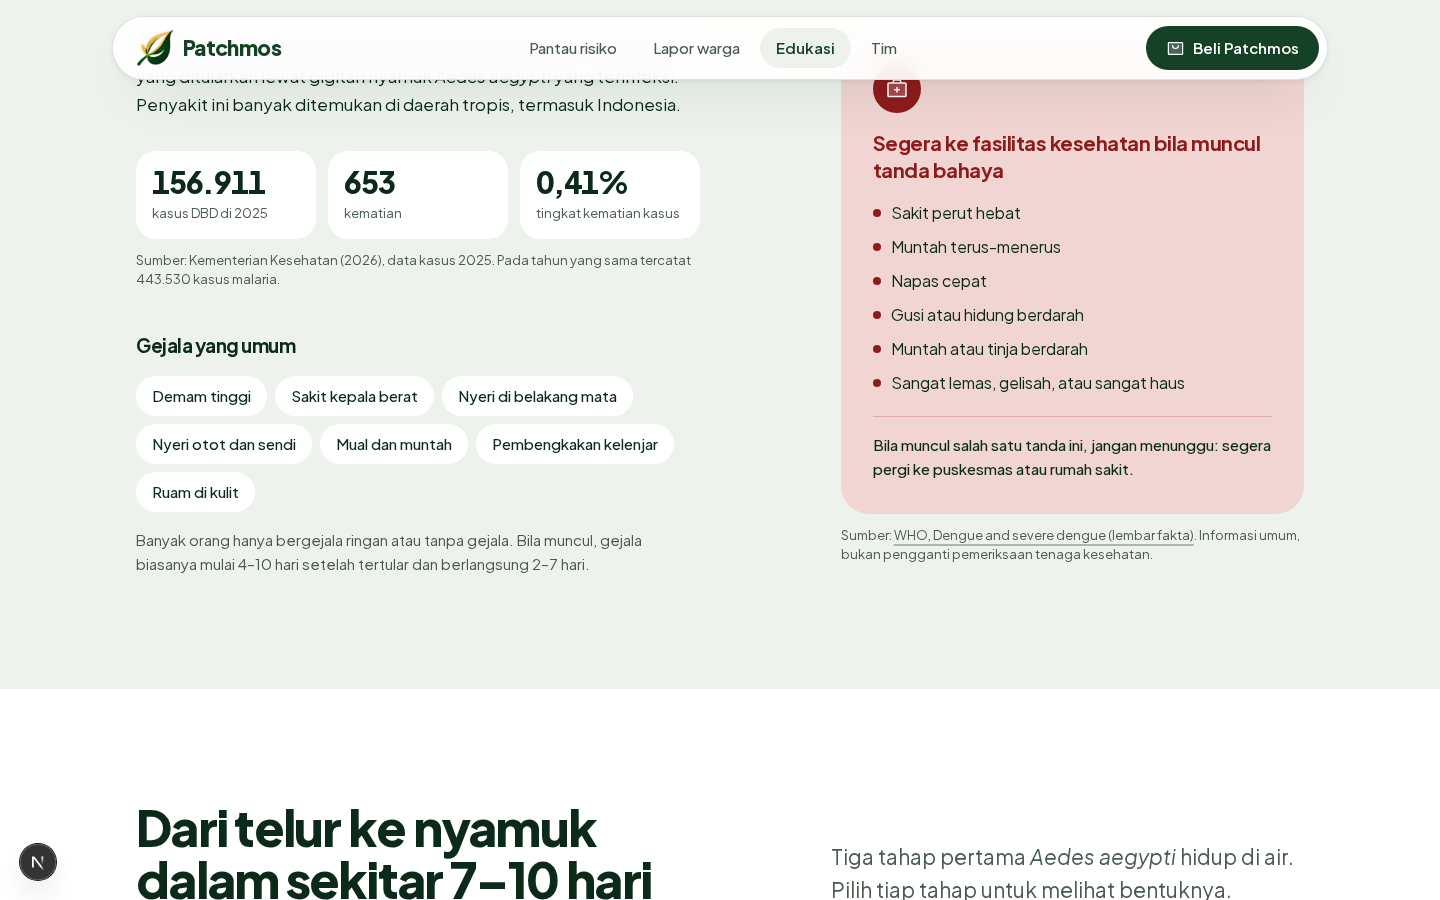 Patchmos
Pantau risiko
Lapor warga
Edukasi
Tim
Beli Patchmos
yang ditularkan lewat gigitan nyamuk Aedes aegypti yang terinfeksi.
Penyakit ini banyak ditemukan di daerah tropis, termasuk Indonesia.
156.911
kasus DBD di 2025
653
kematian
0,41%
tingkat kematian kasus
Sumber: Kementerian Kesehatan (2026), data kasus 2025. Pada tahun yang sama tercatat
443.530 kasus malaria.
Gejala yang umum
Demam tinggi
Sakit kepala berat
Nyeri di belakang mata
Nyeri otot dan sendi
Mual dan muntah
Pembengkakan kelenjar
Ruam di kulit
Banyak orang hanya bergejala ringan atau tanpa gejala. Bila muncul, gejala
biasanya mulai 4–10 hari setelah tertular dan berlangsung 2–7 hari.
Segera ke fasilitas kesehatan bila muncul
tanda bahaya
Sakit perut hebat
Muntah terus-menerus
Napas cepat
Gusi atau hidung berdarah
Muntah atau tinja berdarah
Sangat lemas, gelisah, atau sangat haus
Bila muncul salah satu tanda ini, jangan menunggu: segera
pergi ke puskesmas atau rumah sakit.
Sumber: WHO, Dengue and severe dengue (lembar fakta). Informasi umum,
bukan pengganti pemeriksaan tenaga kesehatan.
Dari telur ke nyamuk
dalam sekitar 7–10 hari
Tiga tahap pertama Aedes aegypti hidup di air.
Pilih tiap tahap untuk melihat bentuknya.
N